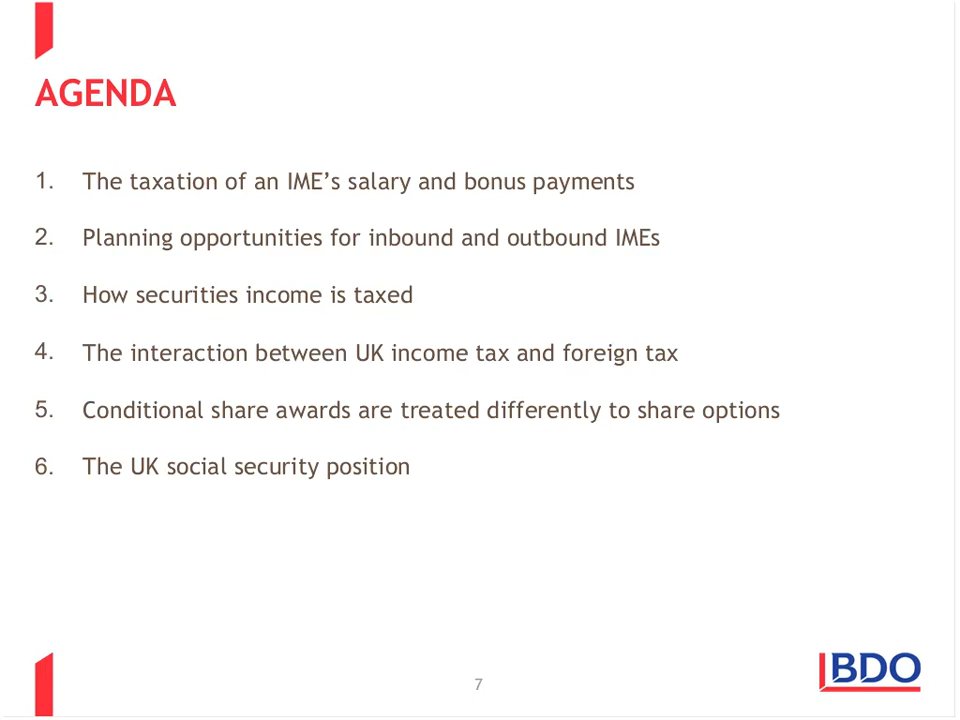 AGENDA
1. The taxation of an IME’s salary and bonus payments
2. Planning opportunities for inbound and outbound IMEs
3. How securities income is taxed
4. The interaction between UK income tax and foreign tax
5. Conditional share awards are treated differently to share options
6. The UK social security position
7
BDO